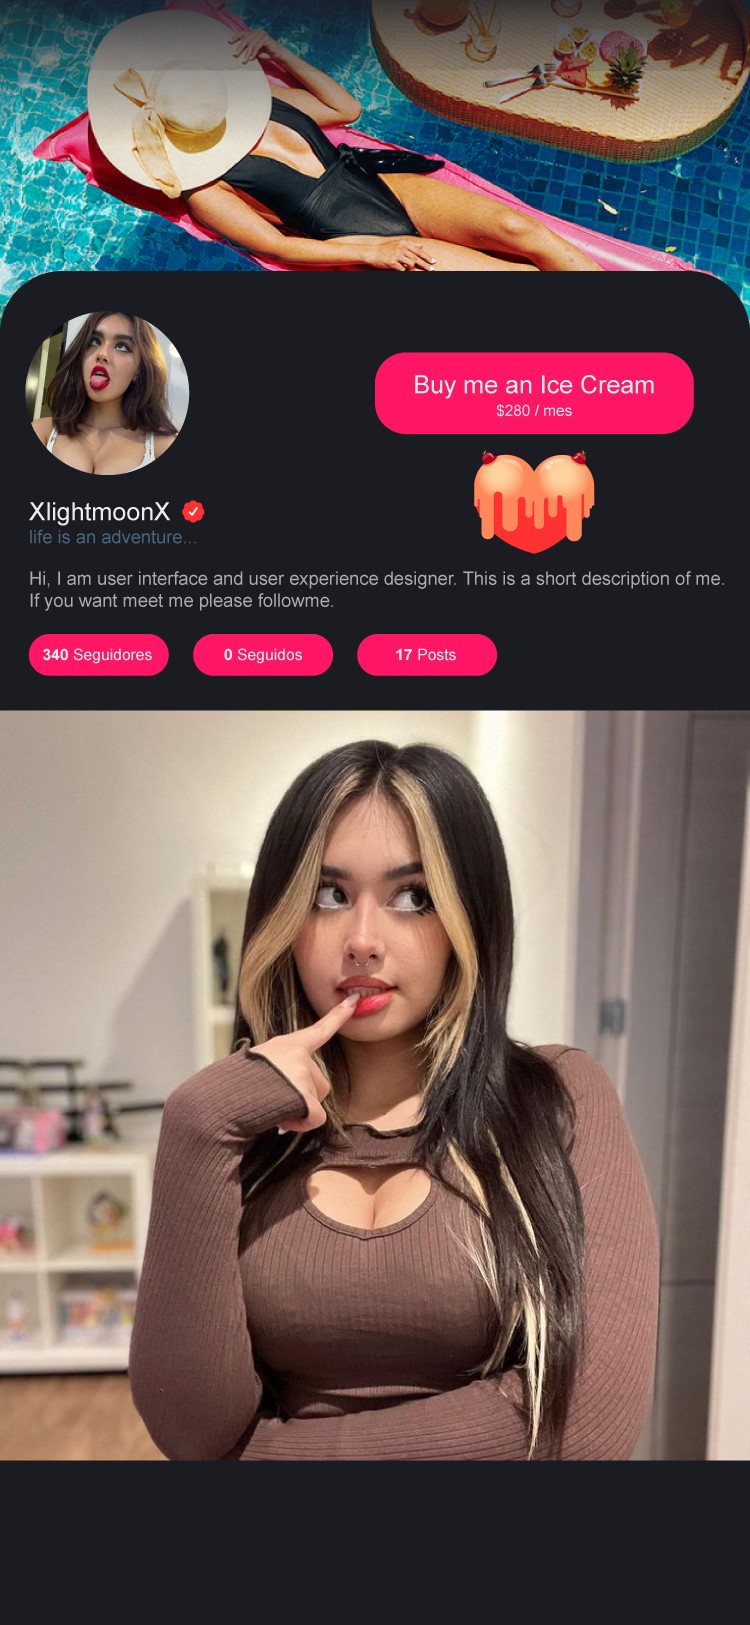 Buy me an Ice Cream
$280 / mes
XlightmoonX
life is an adventure...
Hi, I am user interface and user experience designer. This is a short description of me.
If you want meet me please followme.
340 Seguidores
0 Seguidos
17 Posts